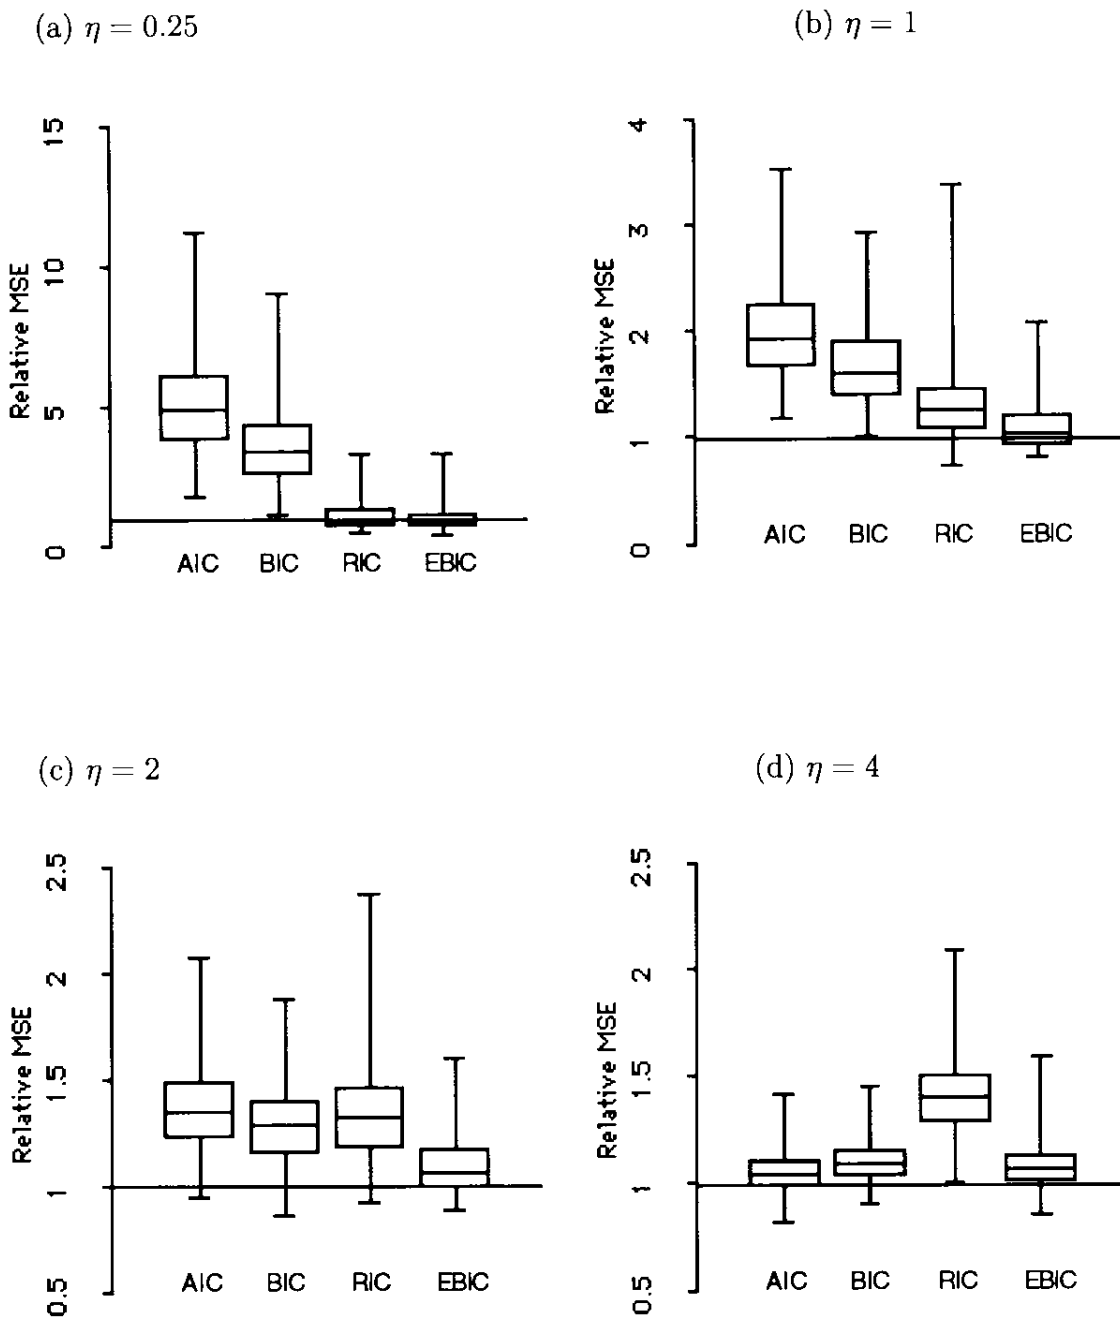 (a) η = 0.25
(b) η = 1
15
10
5
0
Relative MSE
AIC BIC RIC EBIC
4
3
2
1
0
Relative MSE
AIC BIC RIC EBIC
(c) η = 2
(d) η = 4
2.5
2
1.5
1
0.5
Relative MSE
AIC BIC RIC EBIC
2.5
2
1.5
1
0.5
Relative MSE
AIC BIC RIC EBIC